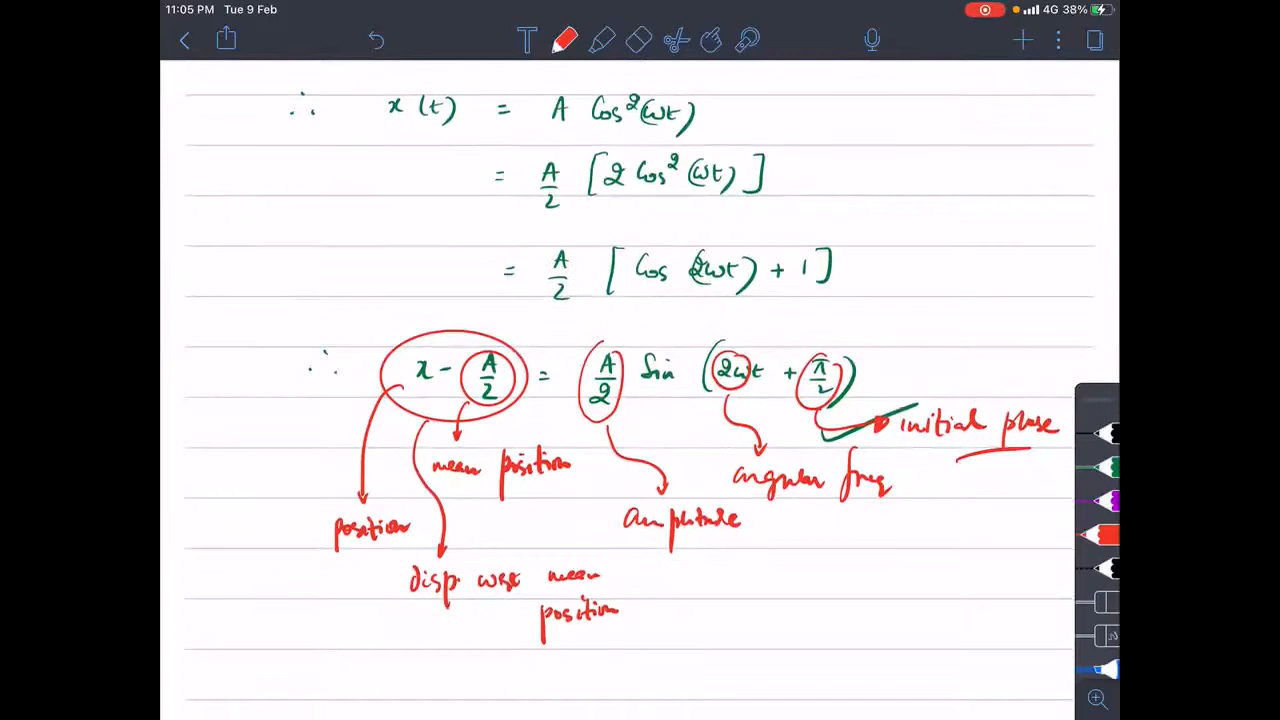 11:05 PM Tue 9 Feb 4G 38%
∴ x(t) = A Cos²(ωt)
= A/2 [2 Cos²(ωt)]
= A/2 [Cos(2ωt) + 1]
∴ x - A/2 = A/2 Sin (2ωt + π/2)
initial phase
mean position
angular freq
position
amplitude
disp. wrt mean
position